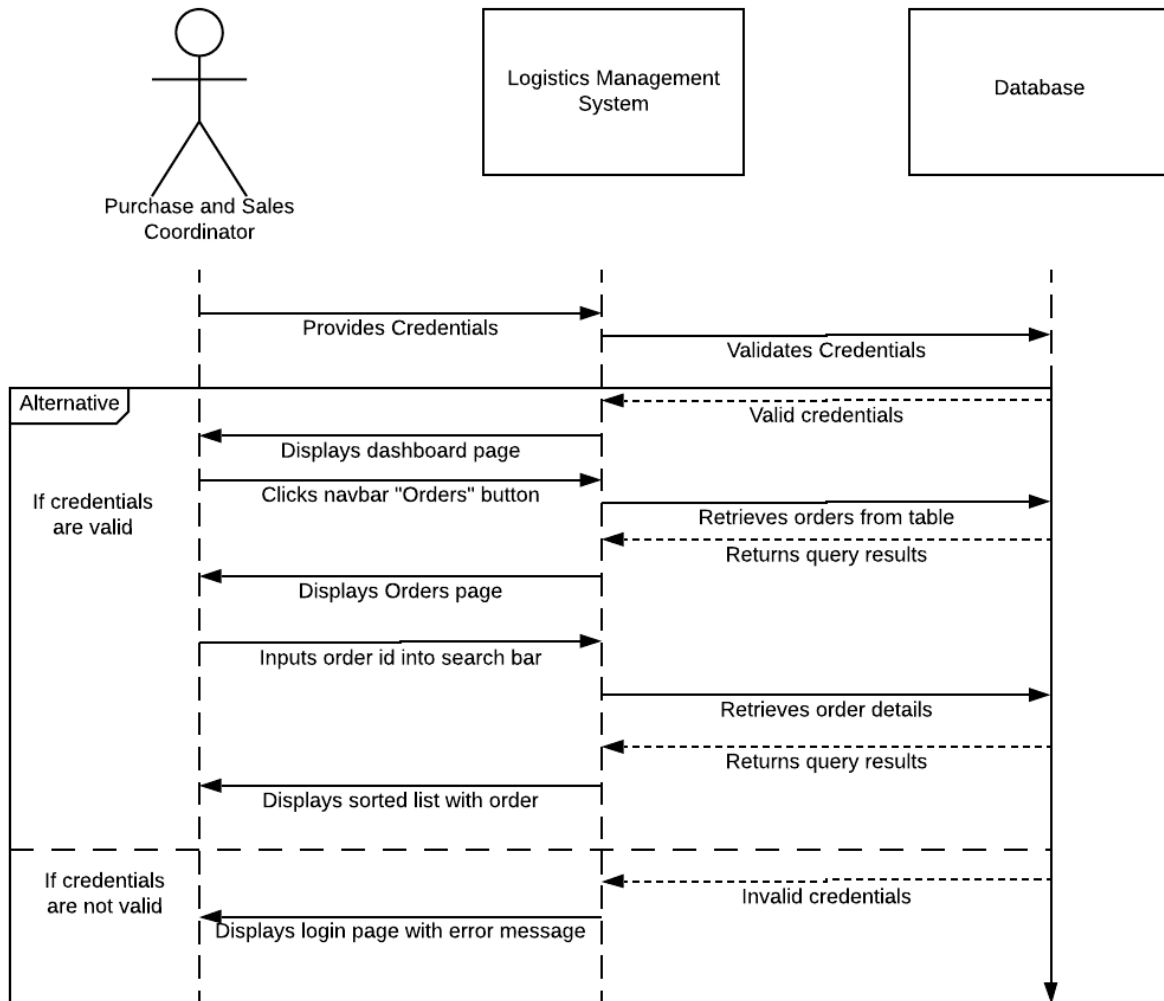 Logistics Management
System
Database
Purchase and Sales
Coordinator
Provides Credentials
Validates Credentials
Alternative
Valid credentials
Displays dashboard page
If credentials
are valid
Clicks navbar "Orders" button
Retrieves orders from table
Returns query results
Displays Orders page
Inputs order id into search bar
Retrieves order details
Returns query results
Displays sorted list with order
If credentials
are not valid
Invalid credentials
Displays login page with error message